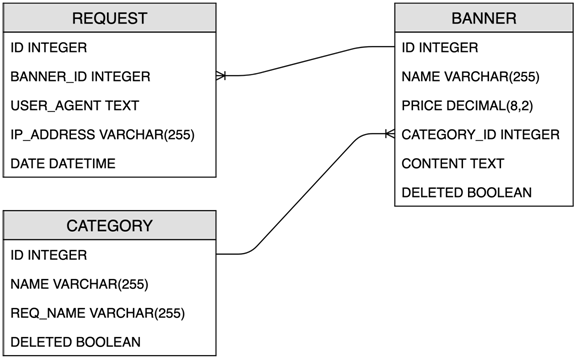 REQUEST
ID INTEGER
BANNER_ID INTEGER
USER_AGENT TEXT
IP_ADDRESS VARCHAR(255)
DATE DATETIME
BANNER
ID INTEGER
NAME VARCHAR(255)
PRICE DECIMAL(8,2)
CATEGORY_ID INTEGER
CONTENT TEXT
DELETED BOOLEAN
CATEGORY
ID INTEGER
NAME VARCHAR(255)
REQ_NAME VARCHAR(255)
DELETED BOOLEAN